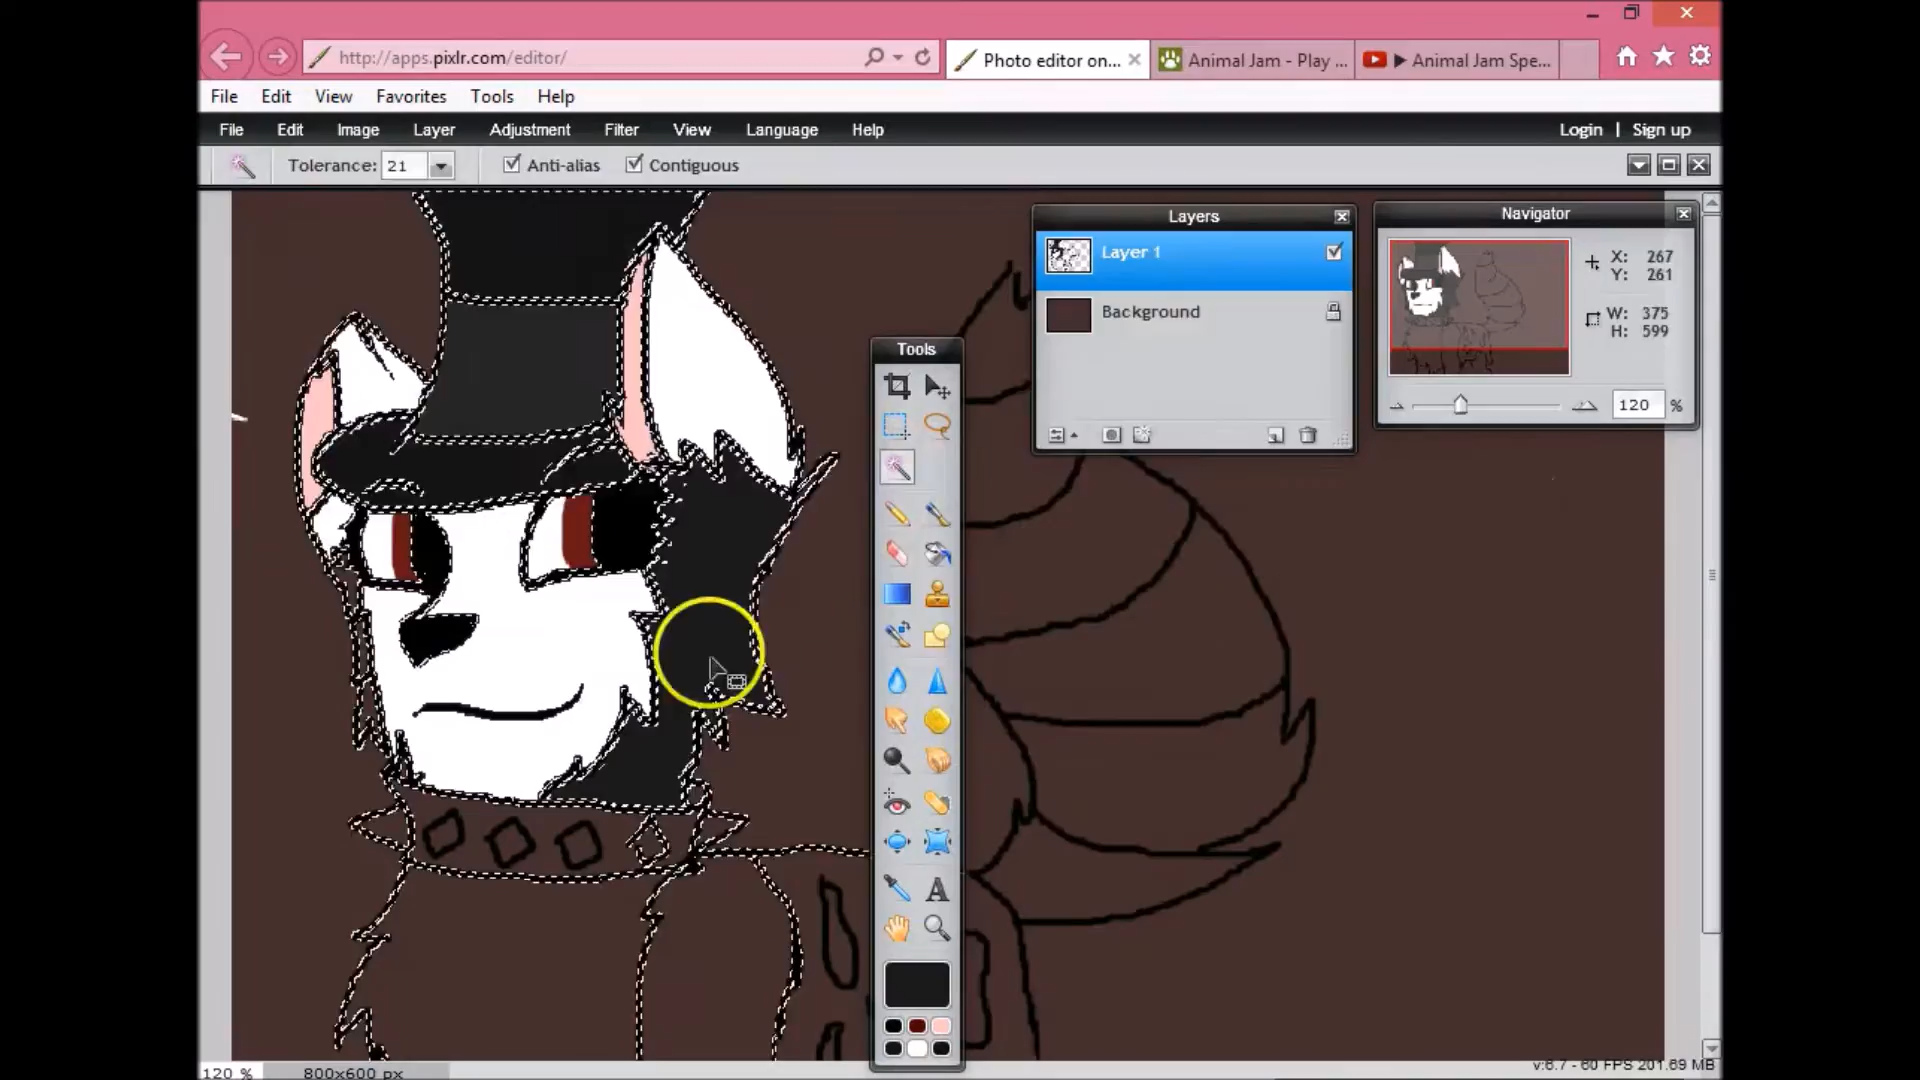 http://apps.pixlr.com/editor/
Photo editor on...
Animal Jam - Play ...
▶ Animal Jam Spe...
File Edit View Favorites Tools Help
File Edit Image Layer Adjustment Filter View Language Help Login | Sign up
Tolerance: 21 Anti-alias Contiguous
Layers
Layer 1
Background
Navigator
X: 267
Y: 261
W: 375
H: 599
120 %
Tools
120 % 800x600 px
v:6.7 - 60 FPS 201.69 MB